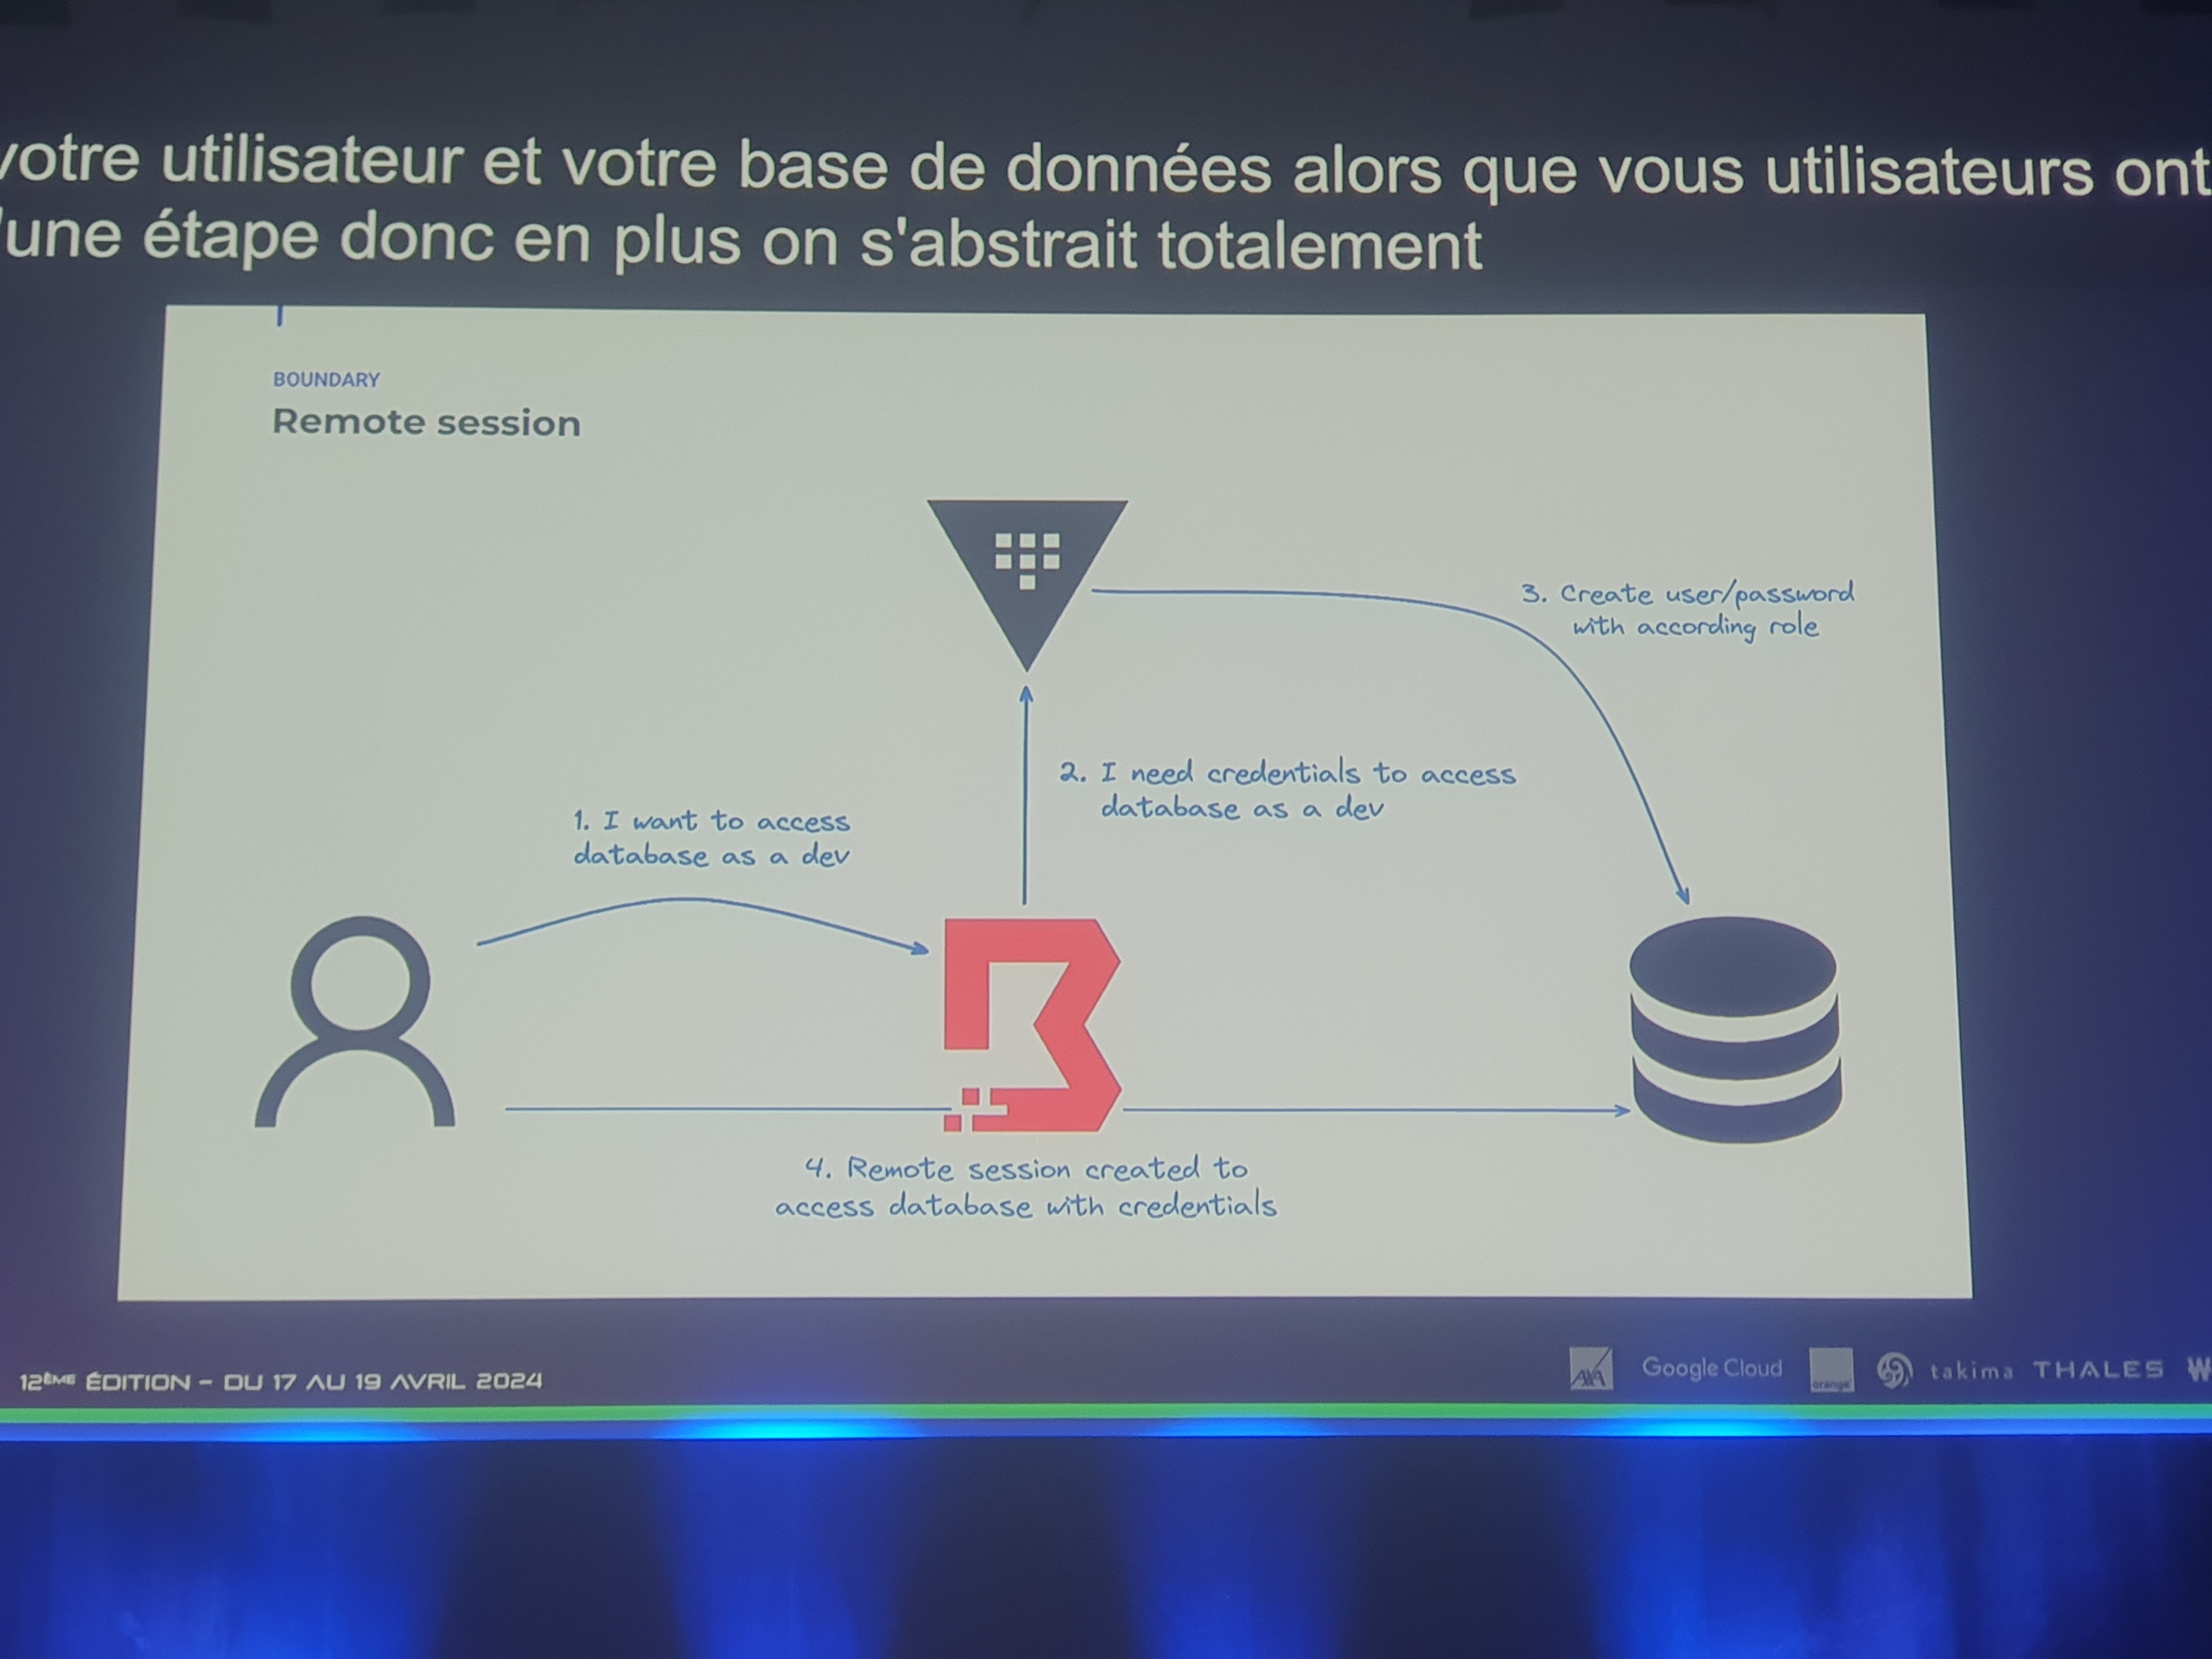 votre utilisateur et votre base de données alors que vous utilisateurs ont
'une étape donc en plus on s'abstrait totalement
BOUNDARY
Remote session
3. Create user/password
with according role
2. I need credentials to access
database as a dev
1. I want to access
database as a dev
4. Remote session created to
access database with credentials
12ÈME ÉDITION – DU 17 AU 19 AVRIL 2024
AXA Google Cloud orange takima THALES W